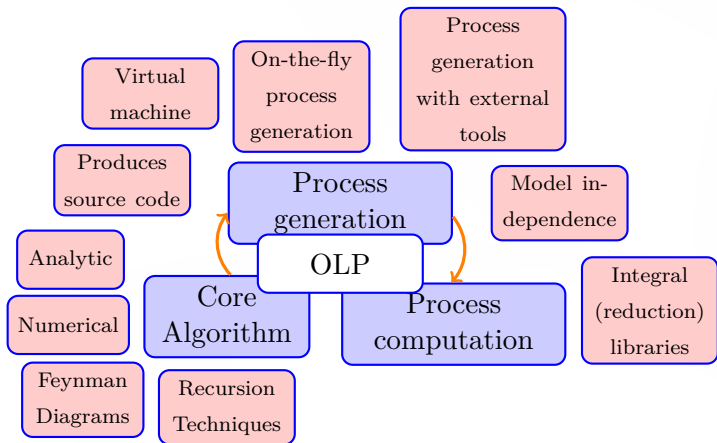 Process
generation
with external
tools
On-the-fly
process
generation
Virtual
machine
Produces
source code
Process
generation
Model in-
dependence
OLP
Analytic
Core
Algorithm
Process
computation
Integral
(reduction)
libraries
Numerical
Feynman
Diagrams
Recursion
Techniques